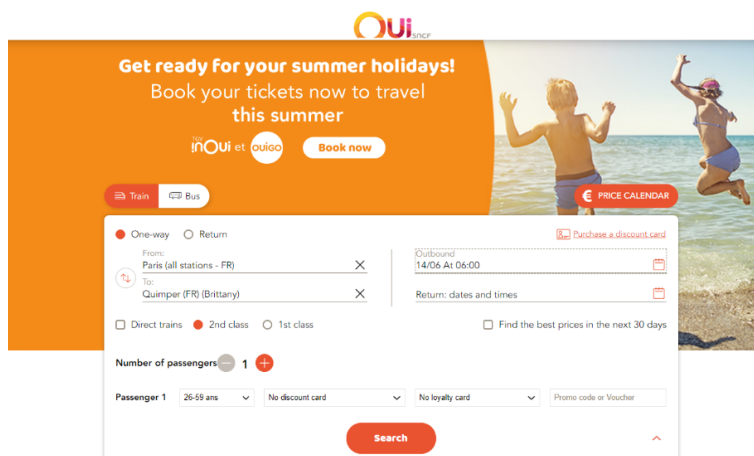 OUi
SNCF
Get ready for your summer holidays!
Book your tickets now to travel
this summer
inOui et ouigo
Book now
Train
Bus
€ PRICE CALENDAR
One-way
Return
Purchase a discount card
From:
Paris (all stations - FR)
To:
Quimper (FR) (Brittany)
Outbound
14/06 At 06:00
Return: dates and times
Direct trains
2nd class
1st class
Find the best prices in the next 30 days
Number of passengers
1
Passenger 1
26-59 ans
No discount card
No loyalty card
Promo code or Voucher
Search